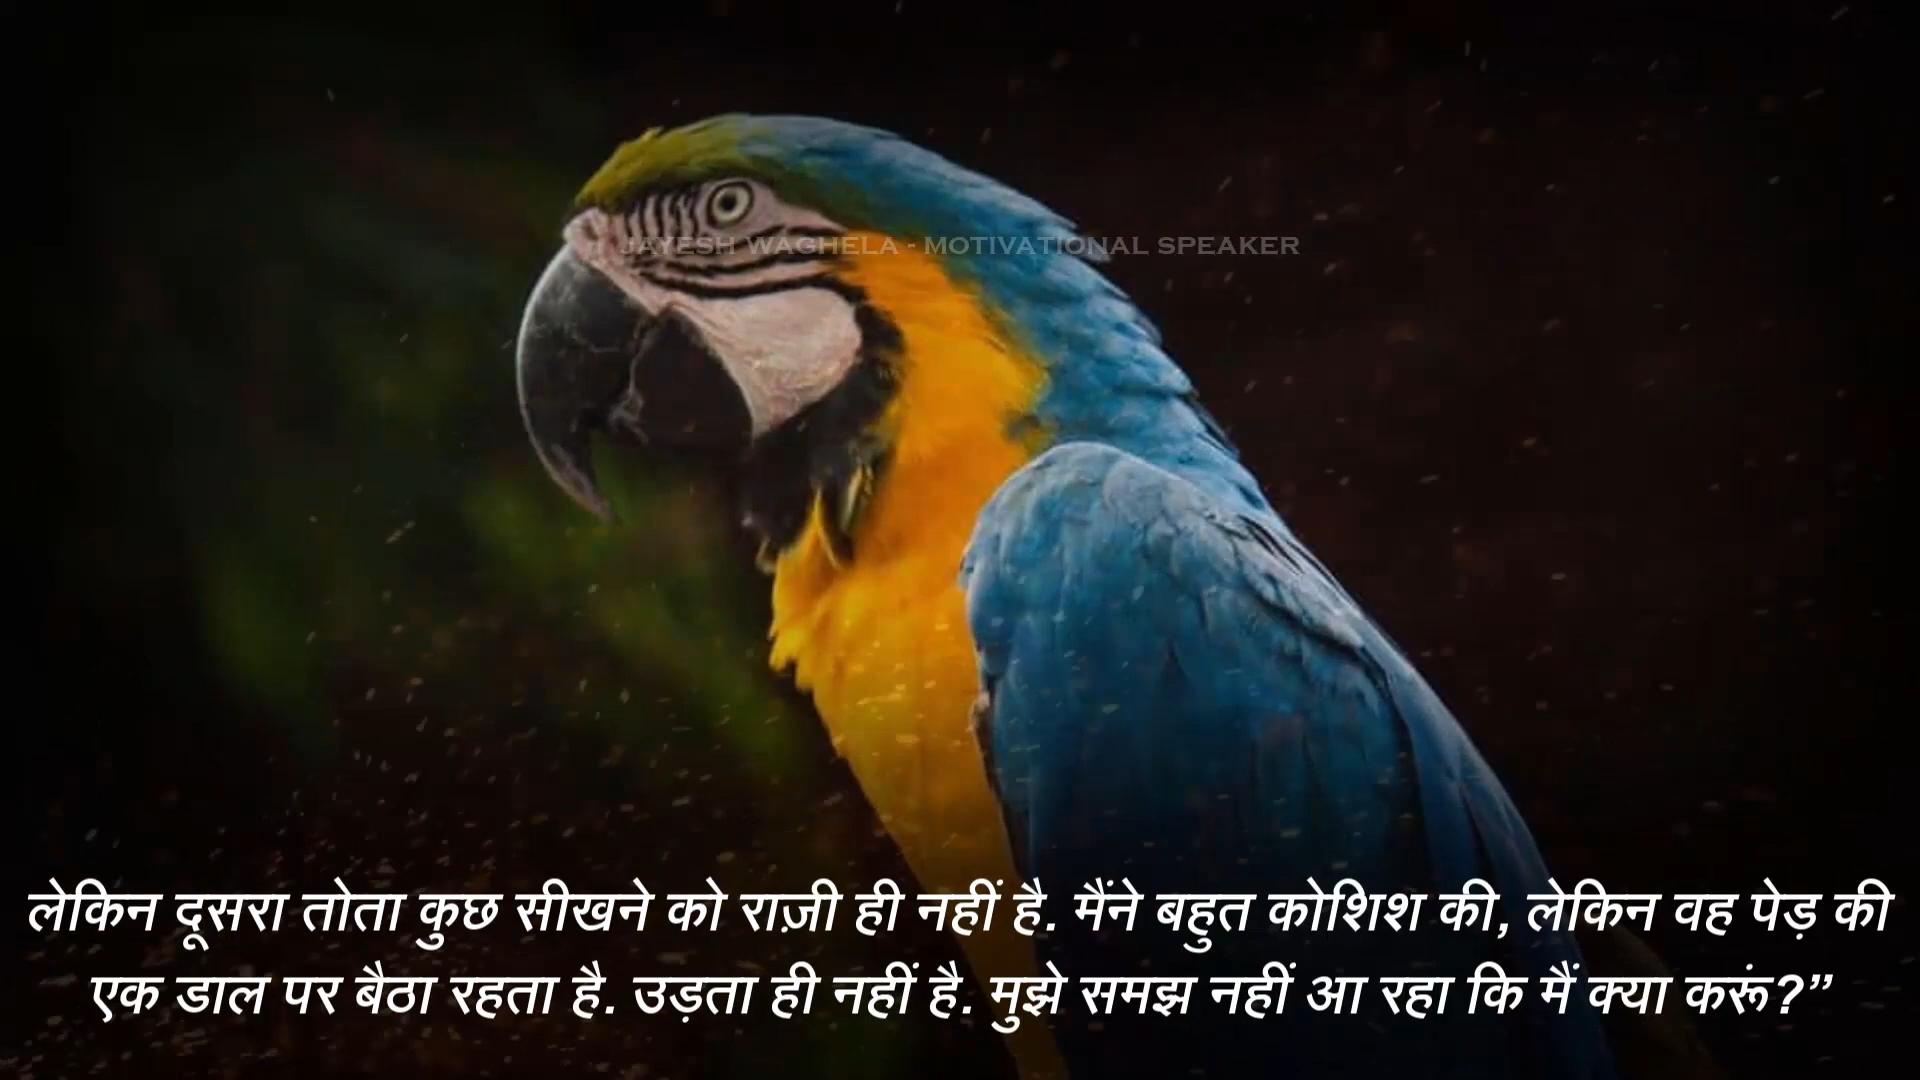 JAYESH WAGHELA - MOTIVATIONAL SPEAKER
लेकिन दूसरा तोता कुछ सीखने को राज़ी ही नहीं है. मैंने बहुत कोशिश की, लेकिन वह पेड़ की
एक डाल पर बैठा रहता है. उड़ता ही नहीं है. मुझे समझ नहीं आ रहा कि मैं क्या करूं?”